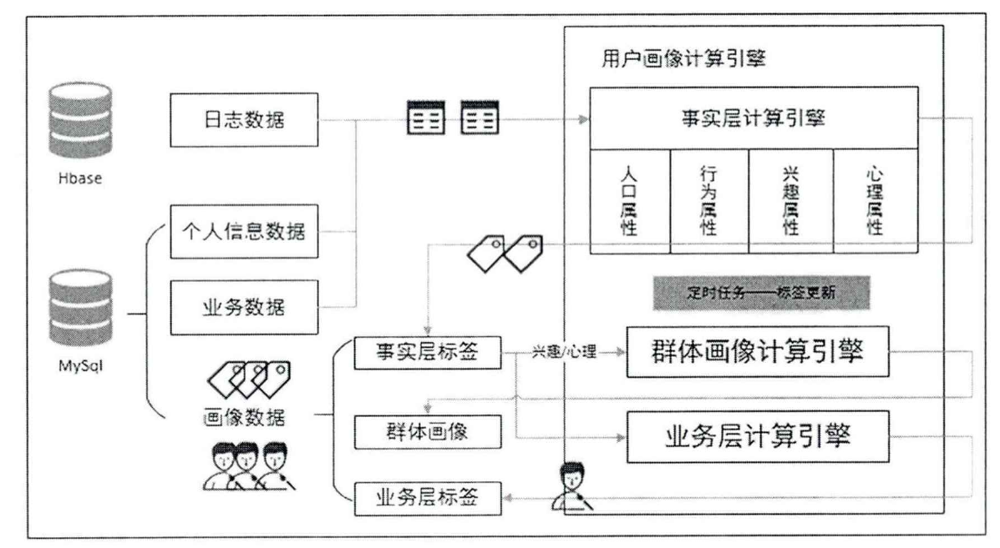 用户画像计算引擎
Hbase
日志数据
事实层计算引擎
人口属性
行为属性
兴趣属性
心理属性
个人信息数据
MySql
业务数据
定时任务——标签更新
画像数据
事实层标签
兴趣/心理
群体画像计算引擎
群体画像
业务层计算引擎
业务层标签